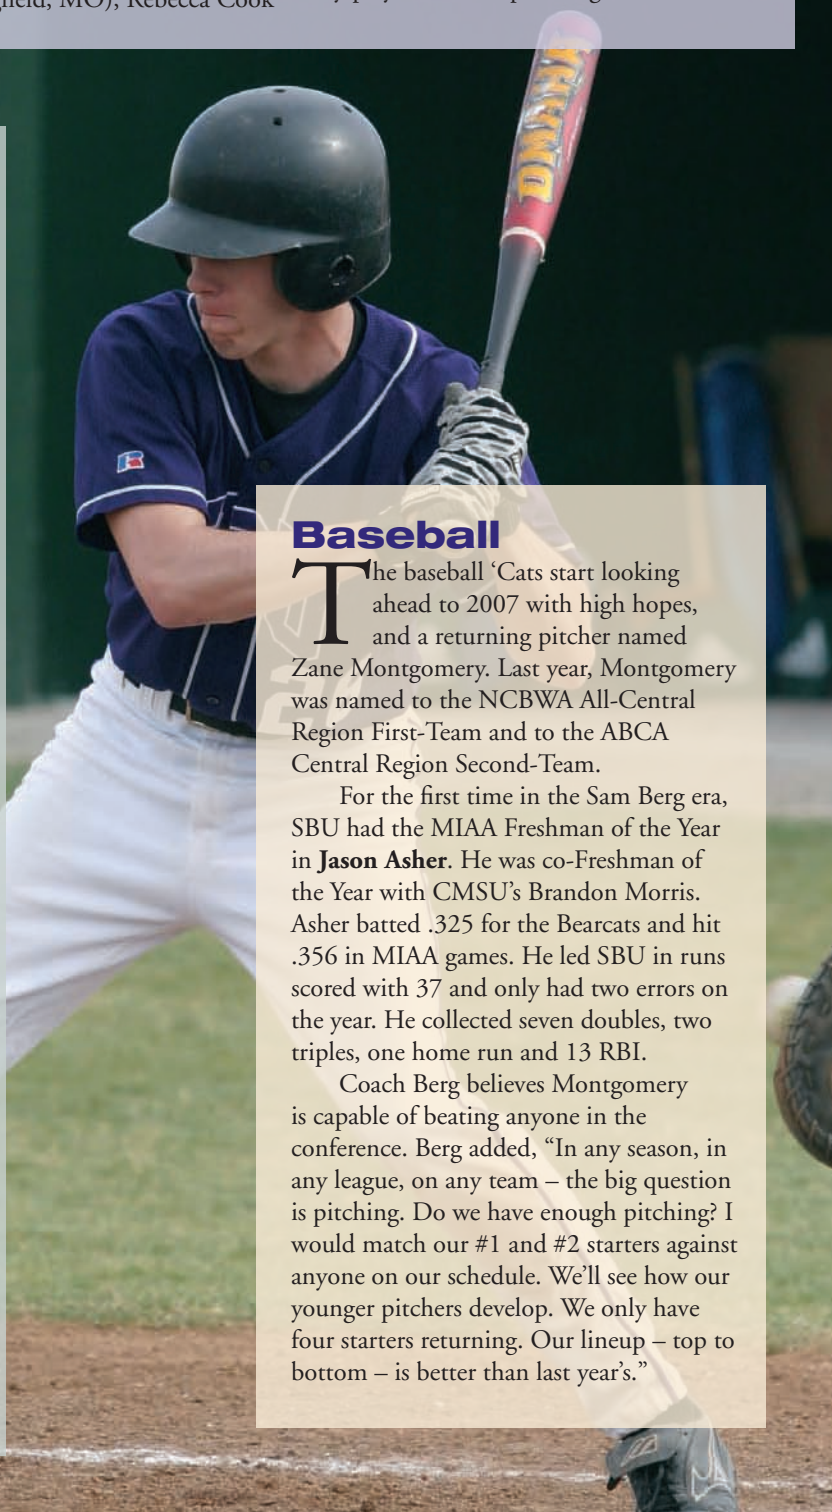 MO), Rebecca Cook
OMAHA
Baseball
The baseball ‘Cats start looking
ahead to 2007 with high hopes,
and a returning pitcher named
Zane Montgomery. Last year, Montgomery
was named to the NCBWA All-Central
Region First-Team and to the ABCA
Central Region Second-Team.
For the first time in the Sam Berg era,
SBU had the MIAA Freshman of the Year
in Jason Asher. He was co-Freshman of
the Year with CMSU’s Brandon Morris.
Asher batted .325 for the Bearcats and hit
.356 in MIAA games. He led SBU in runs
scored with 37 and only had two errors on
the year. He collected seven doubles, two
triples, one home run and 13 RBI.
Coach Berg believes Montgomery
is capable of beating anyone in the
conference. Berg added, “In any season, in
any league, on any team – the big question
is pitching. Do we have enough pitching? I
would match our #1 and #2 starters against
anyone on our schedule. We’ll see how our
younger pitchers develop. We only have
four starters returning. Our lineup – top to
bottom – is better than last year’s.”